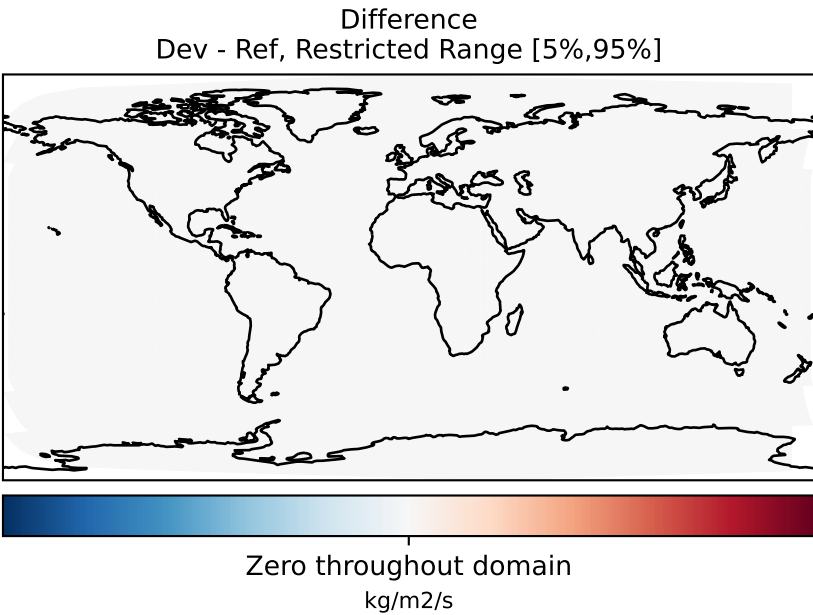 Difference
Dev - Ref, Restricted Range [5%,95%]
Zero throughout domain
kg/m2/s